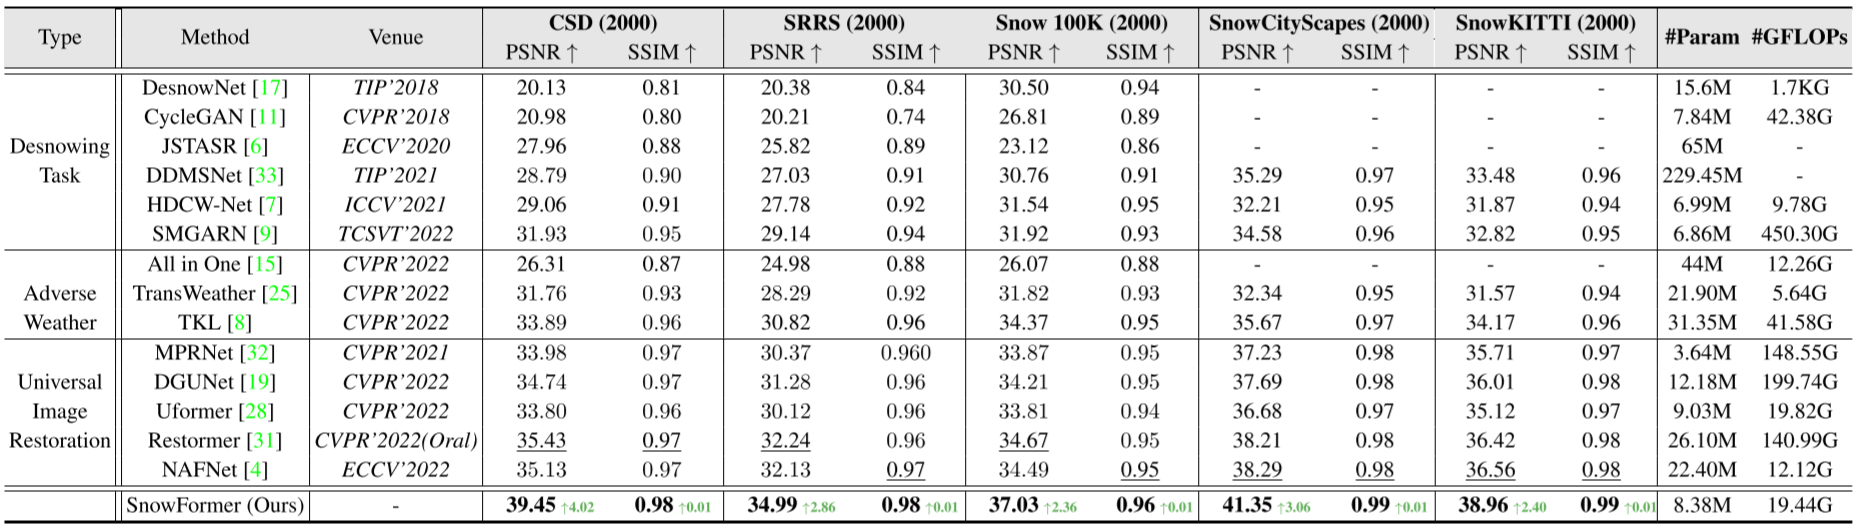 Type Method Venue CSD (2000) SRRS (2000) Snow 100K (2000) SnowCityScapes (2000) SnowKITTI (2000) #Param #GFLOPs
PSNR ↑ SSIM ↑ PSNR ↑ SSIM ↑ PSNR ↑ SSIM ↑ PSNR ↑ SSIM ↑ PSNR ↑ SSIM ↑
DesnowNet [17] TIP'2018 20.13 0.81 20.38 0.84 30.50 0.94 - - - - 15.6M 1.7KG
CycleGAN [11] CVPR'2018 20.98 0.80 20.21 0.74 26.81 0.89 - - - - 7.84M 42.38G
Desnowing JSTASR [6] ECCV'2020 27.96 0.88 25.82 0.89 23.12 0.86 - - - - 65M -
Task DDMSNet [33] TIP'2021 28.79 0.90 27.03 0.91 30.76 0.91 35.29 0.97 33.48 0.96 229.45M -
HDCW-Net [7] ICCV'2021 29.06 0.91 27.78 0.92 31.54 0.95 32.21 0.95 31.87 0.94 6.99M 9.78G
SMGARN [9] TCSVT'2022 31.93 0.95 29.14 0.94 31.92 0.93 34.58 0.96 32.82 0.95 6.86M 450.30G
All in One [15] CVPR'2022 26.31 0.87 24.98 0.88 26.07 0.88 - - - - 44M 12.26G
Adverse TransWeather [25] CVPR'2022 31.76 0.93 28.29 0.92 31.82 0.93 32.34 0.95 31.57 0.94 21.90M 5.64G
Weather TKL [8] CVPR'2022 33.89 0.96 30.82 0.96 34.37 0.95 35.67 0.97 34.17 0.96 31.35M 41.58G
MPRNet [32] CVPR'2021 33.98 0.97 30.37 0.960 33.87 0.95 37.23 0.98 35.71 0.97 3.64M 148.55G
Universal DGUNet [19] CVPR'2022 34.74 0.97 31.28 0.96 34.21 0.95 37.69 0.98 36.01 0.98 12.18M 199.74G
Image Uformer [28] CVPR'2022 33.80 0.96 30.12 0.96 33.81 0.94 36.68 0.97 35.12 0.97 9.03M 19.82G
Restoration Restormer [31] CVPR'2022(Oral) 35.43 0.97 32.24 0.96 34.67 0.95 38.21 0.98 36.42 0.98 26.10M 140.99G
NAFNet [4] ECCV'2022 35.13 0.97 32.13 0.97 34.49 0.95 38.29 0.98 36.56 0.98 22.40M 12.12G
SnowFormer (Ours) - 39.45 ↑4.02 0.98 ↑0.01 34.99 ↑2.86 0.98 ↑0.01 37.03 ↑2.36 0.96 ↑0.01 41.35 ↑3.06 0.99 ↑0.01 38.96 ↑2.40 0.99 ↑0.01 8.38M 19.44G